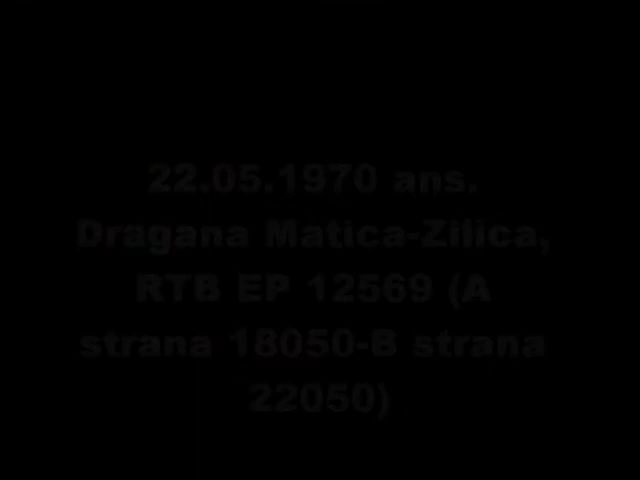 22.05.1970 ans.
Dragana Matica-Zilica,
RTB EP 12569 (A
strana 18050-B strana
22050)